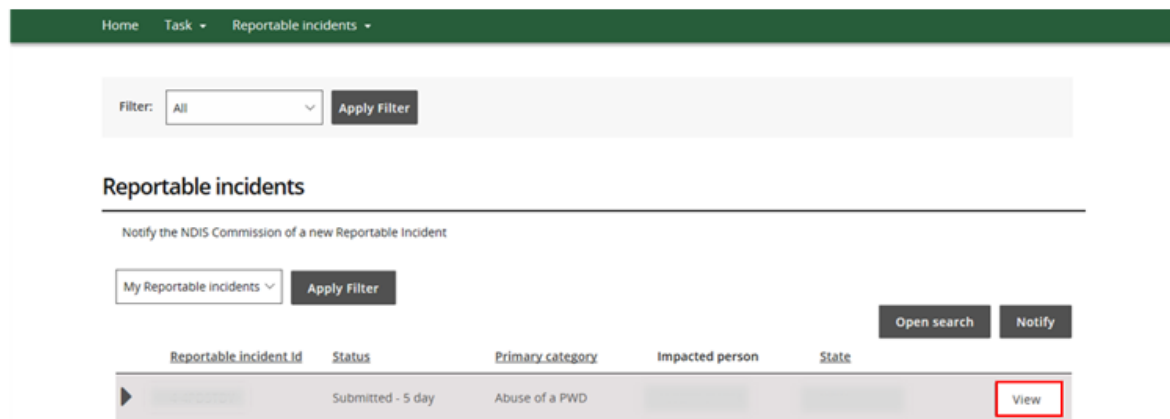 Home Task Reportable incidents
Filter: All Apply Filter
Reportable incidents
Notify the NDIS Commission of a new Reportable Incident
My Reportable incidents Apply Filter
Open search Notify
Reportable incident Id Status Primary category Impacted person State
Submitted - 5 day Abuse of a PWD View